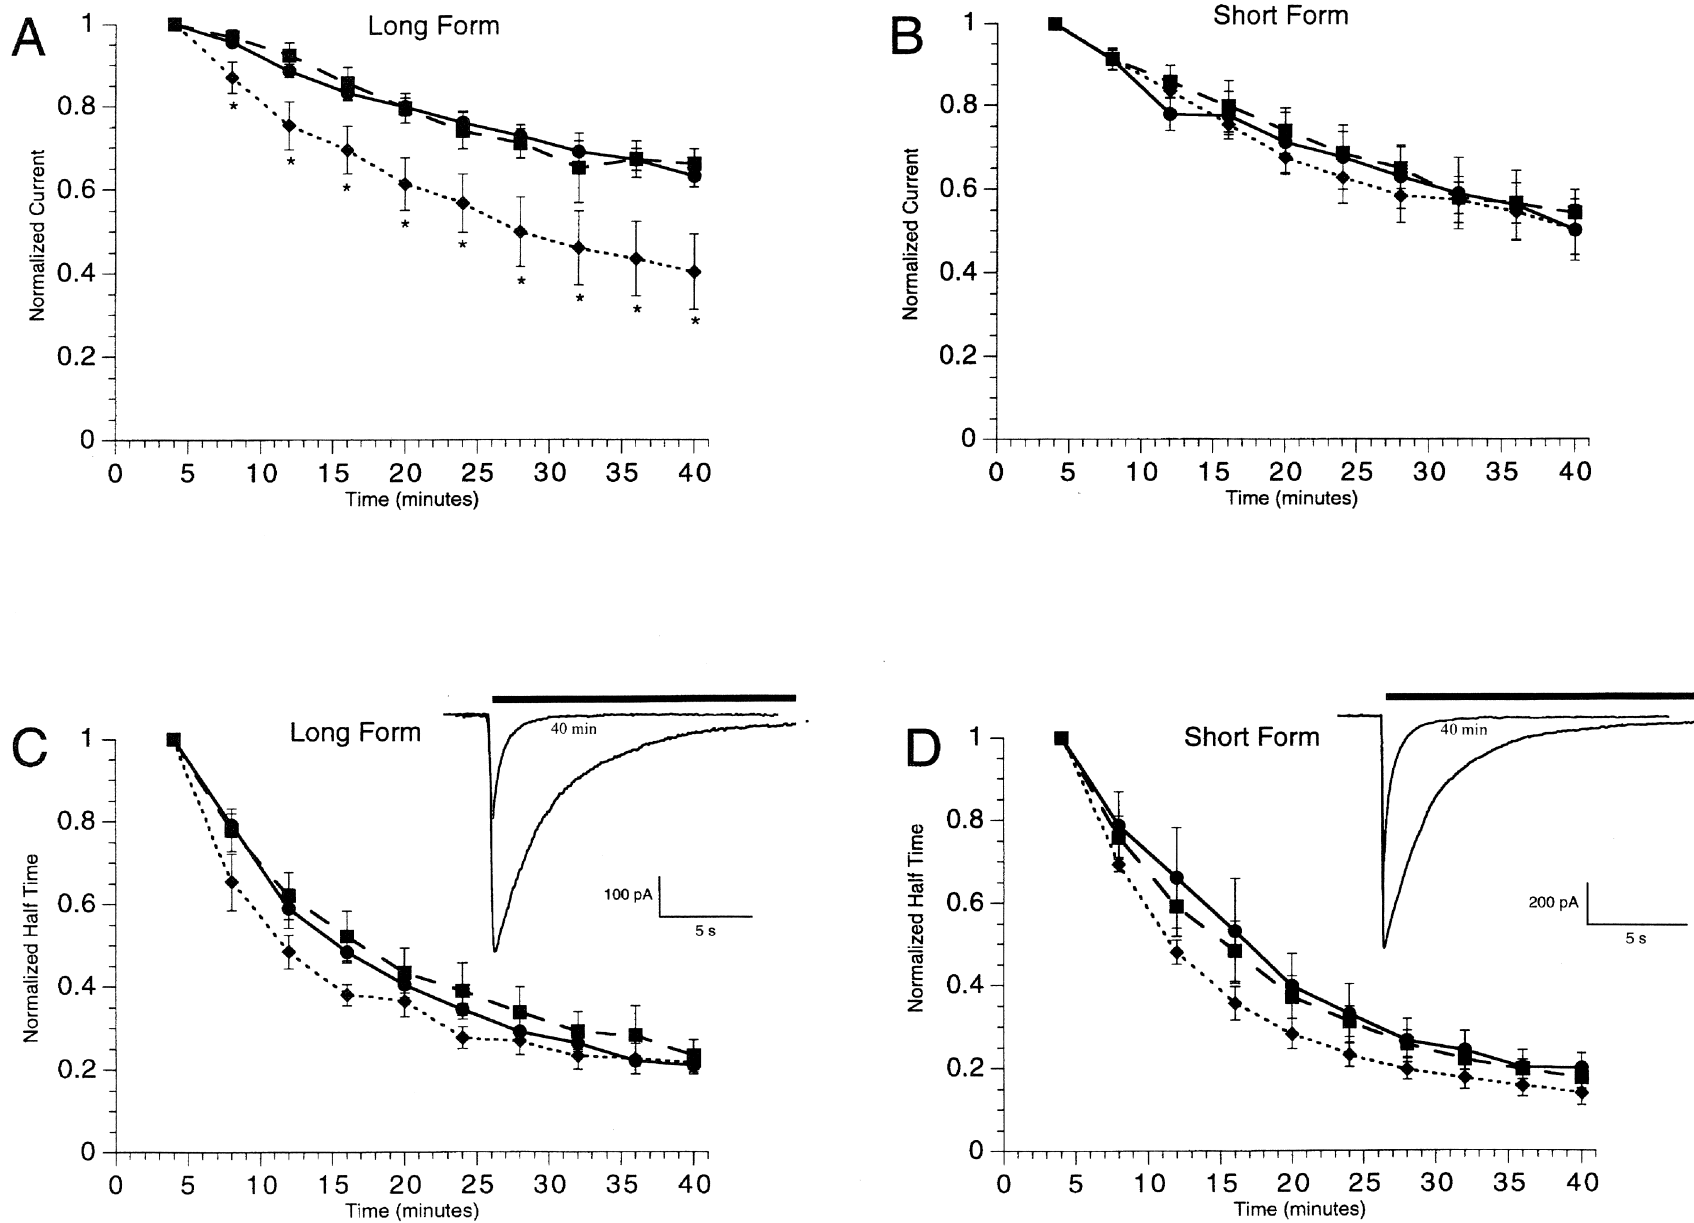 A
Long Form
1
0.8
0.6
0.4
0.2
0
Normalized Current
* * * * * * * * *
0 5 10 15 20 25 30 35 40
Time (minutes)
B
Short Form
1
0.8
0.6
0.4
0.2
0
Normalized Current
0 5 10 15 20 25 30 35 40
Time (minutes)
C
Long Form
40 min
100 pA
5 s
1
0.8
0.6
0.4
0.2
0
Normalized Half Time
0 5 10 15 20 25 30 35 40
Time (minutes)
D
Short Form
40 min
200 pA
5 s
1
0.8
0.6
0.4
0.2
0
Normalized Half Time
0 5 10 15 20 25 30 35 40
Time (minutes)